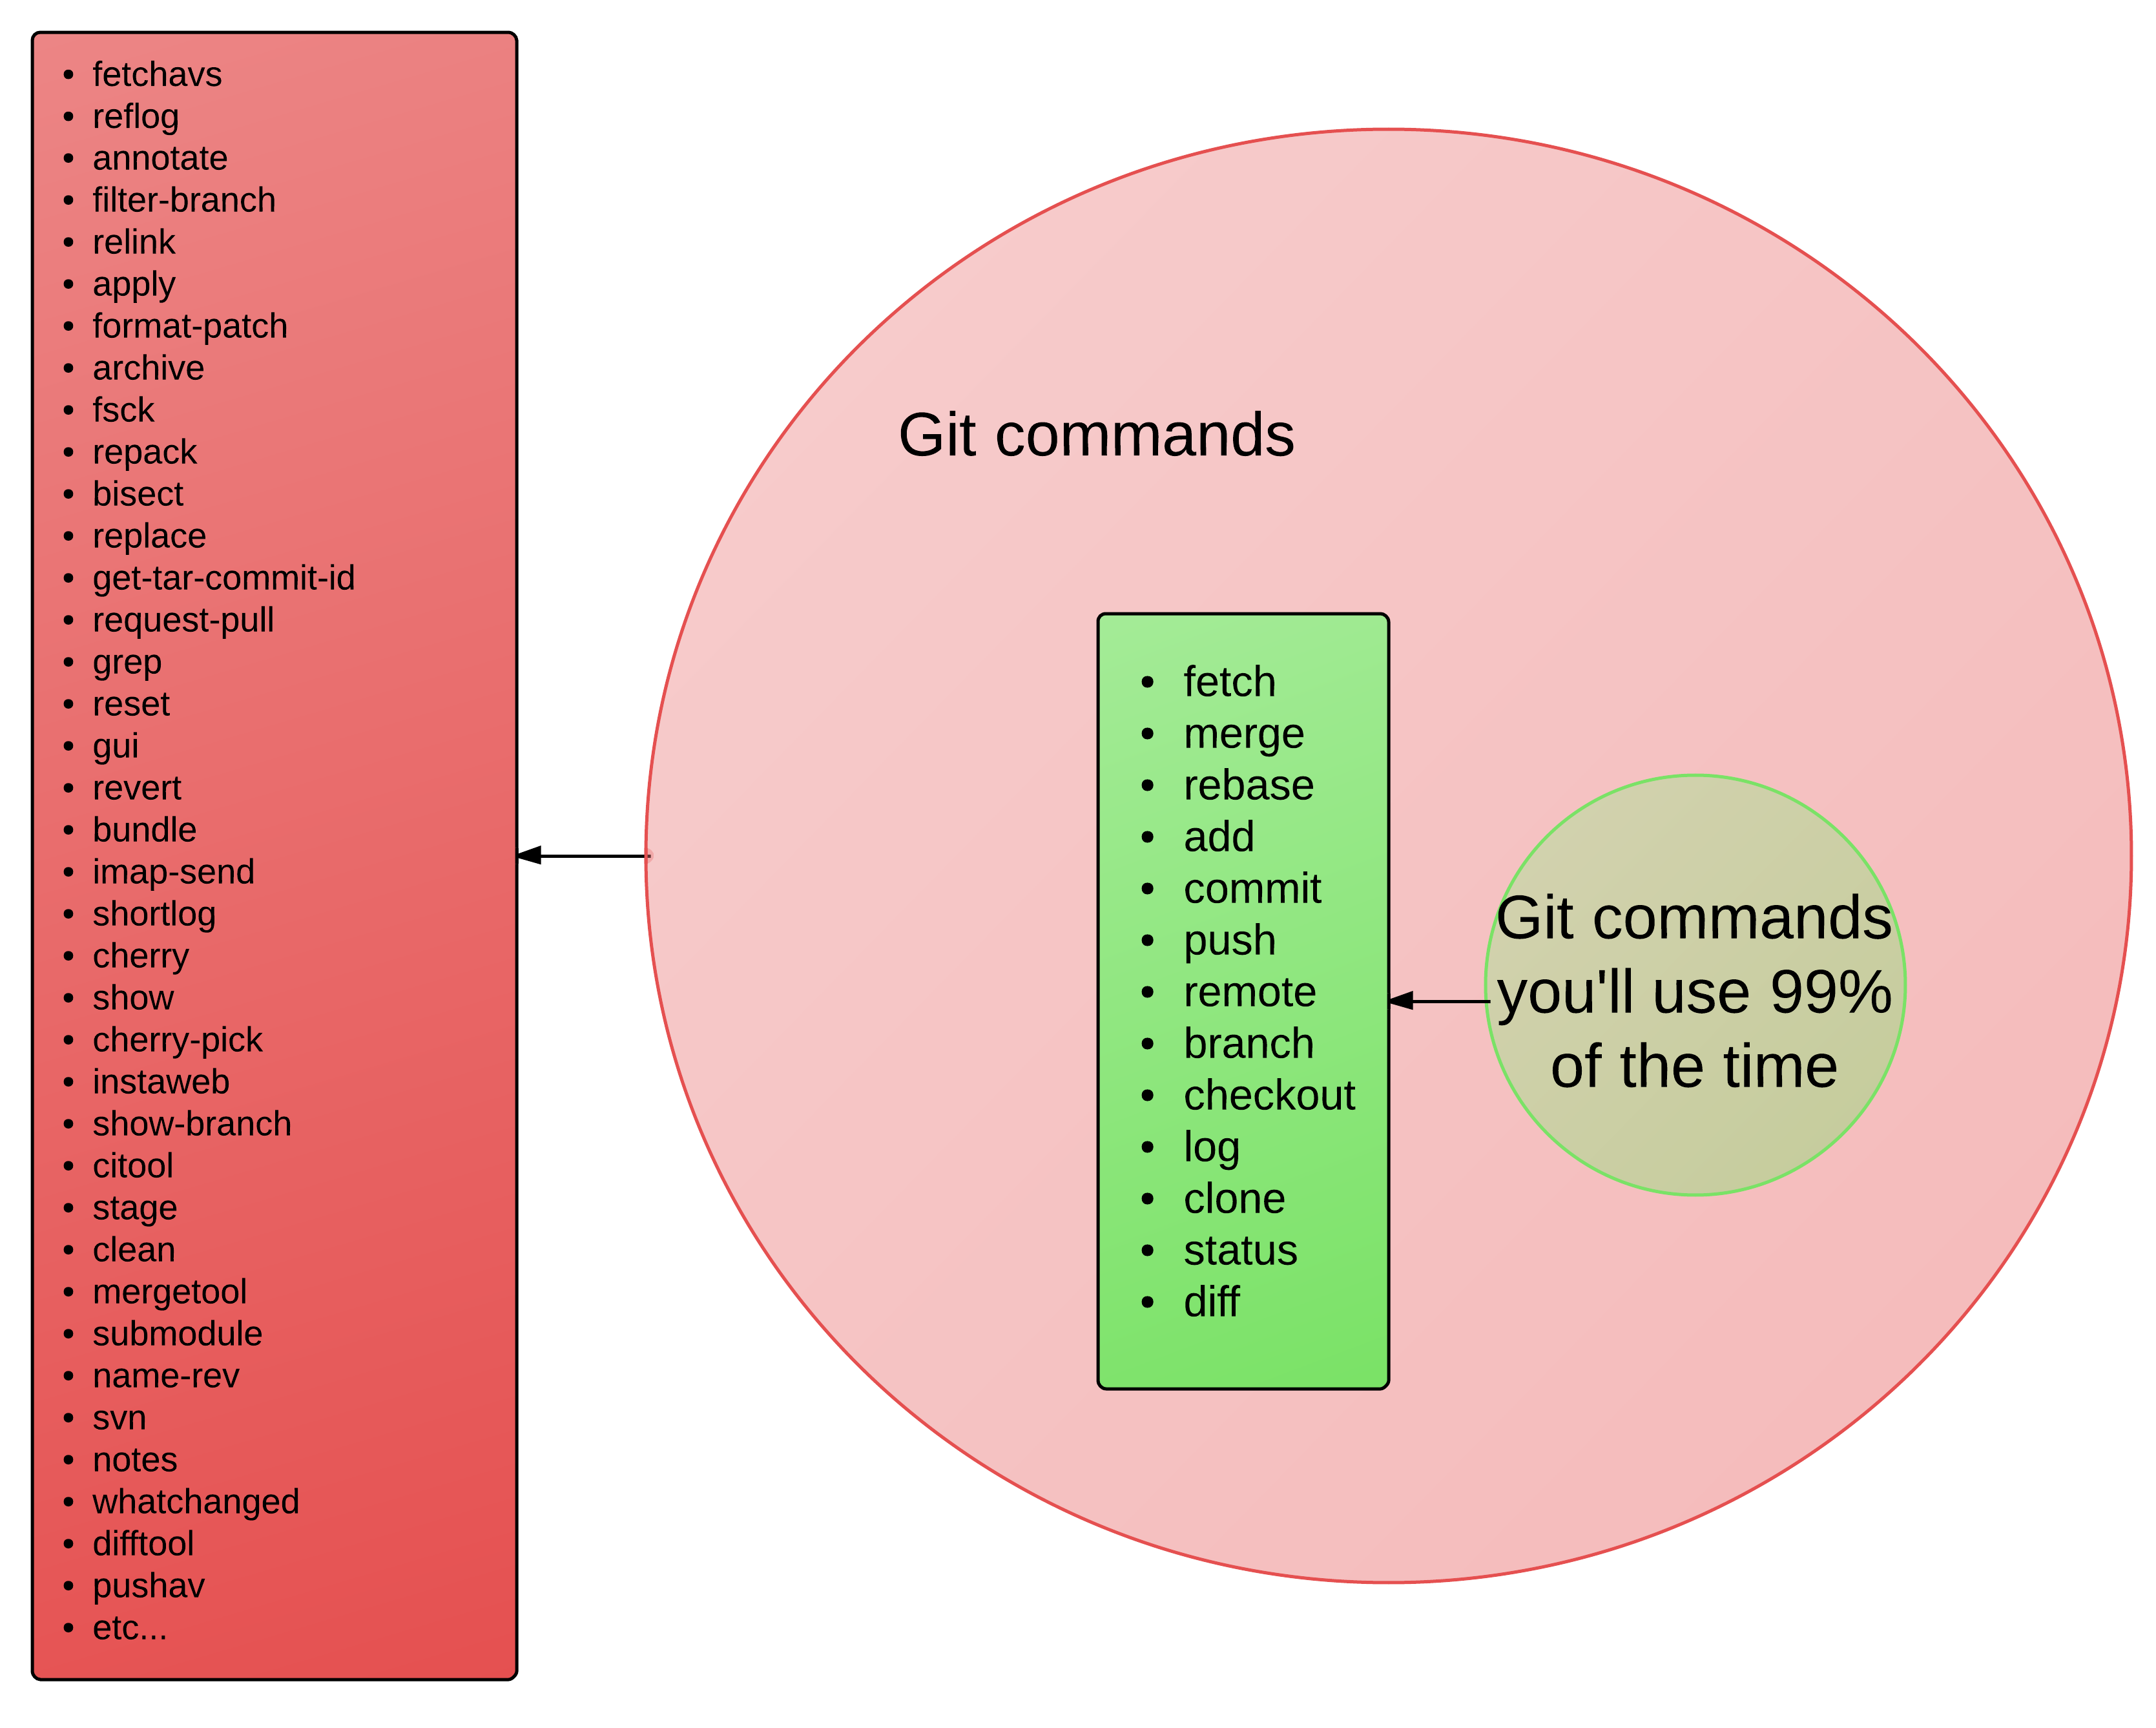 • fetchavs
• reflog
• annotate
• filter-branch
• relink
• apply
• format-patch
• archive
• fsck
• repack
• bisect
• replace
• get-tar-commit-id
• request-pull
• grep
• reset
• gui
• revert
• bundle
• imap-send
• shortlog
• cherry
• show
• cherry-pick
• instaweb
• show-branch
• citool
• stage
• clean
• mergetool
• submodule
• name-rev
• svn
• notes
• whatchanged
• difftool
• pushav
• etc...
Git commands
• fetch
• merge
• rebase
• add
• commit
• push
• remote
• branch
• checkout
• log
• clone
• status
• diff
Git commands
you'll use 99%
of the time